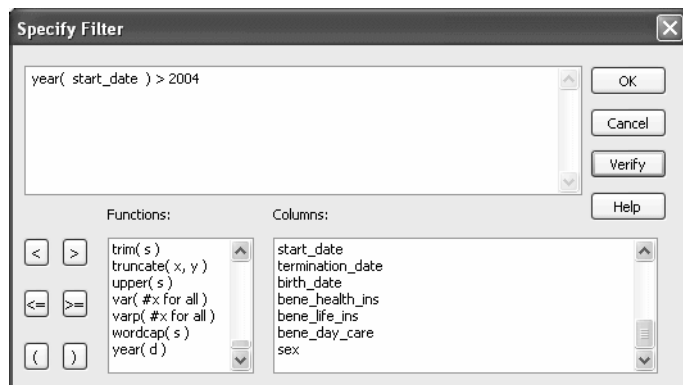 Specify Filter
year( start_date ) > 2004
OK
Cancel
Verify
Help
Functions:
Columns:
< >
<= >=
( )
trim( s )
truncate( x, y )
upper( s )
var( #x for all )
varp( #x for all )
wordcap( s )
year( d )
start_date
termination_date
birth_date
bene_health_ins
bene_life_ins
bene_day_care
sex